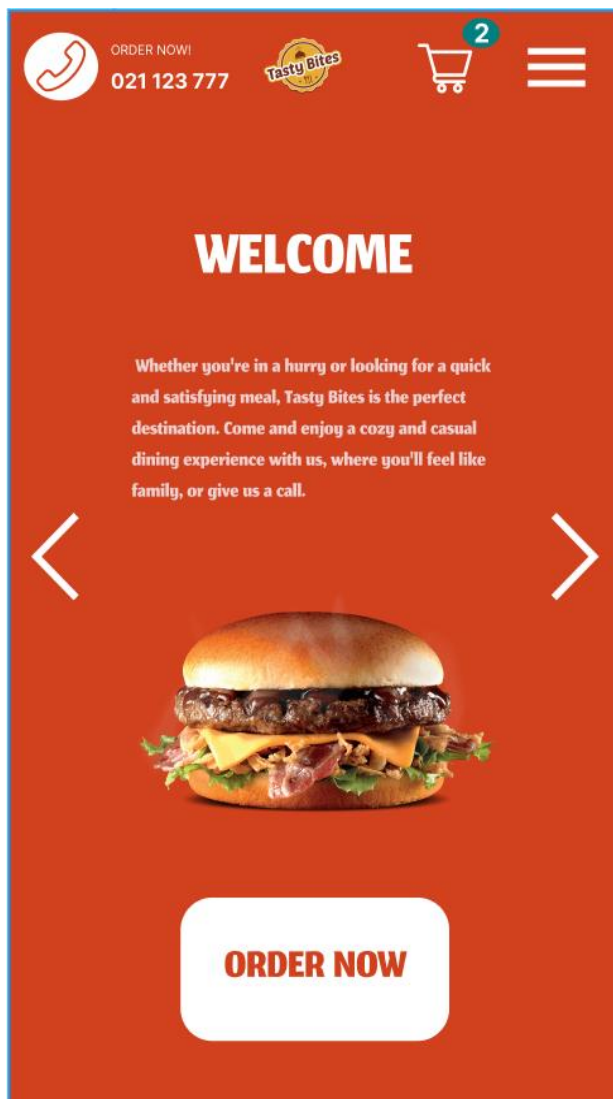 ORDER NOW!
021 123 777
Tasty Bites
2
WELCOME
Whether you're in a hurry or looking for a quick
and satisfying meal, Tasty Bites is the perfect
destination. Come and enjoy a cozy and casual
dining experience with us, where you'll feel like
family, or give us a call.
ORDER NOW